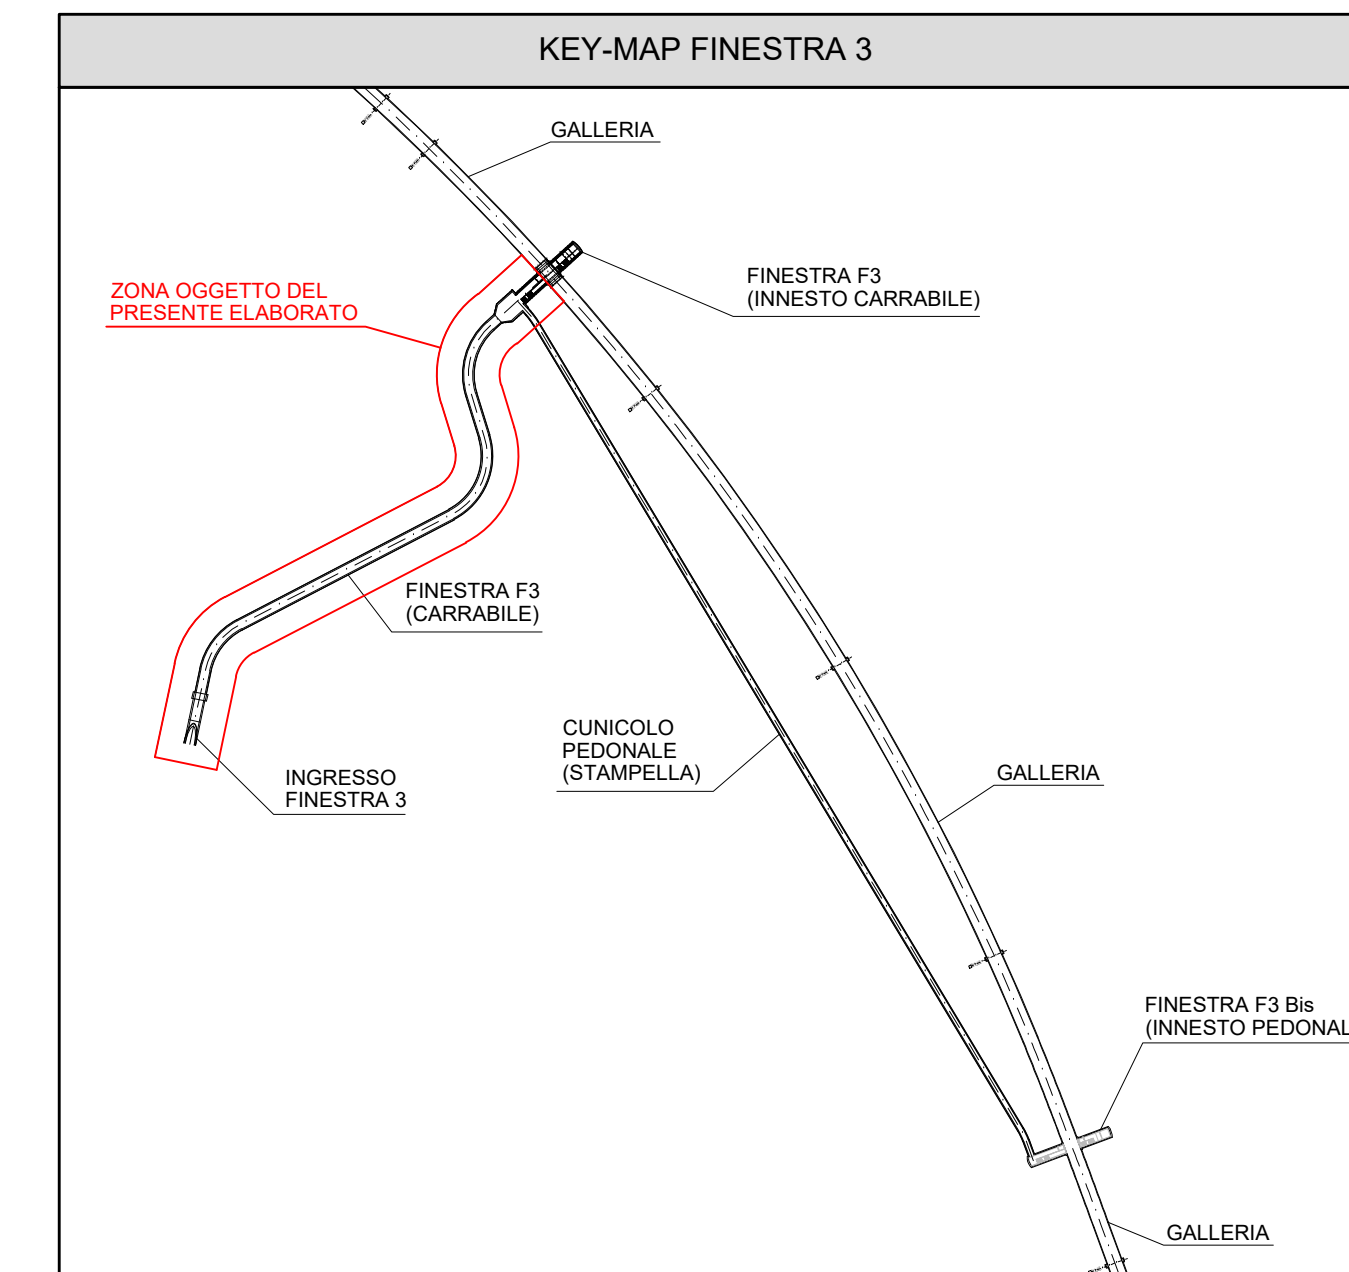 KEY-MAP FINESTRA 3
GALLERIA
ZONA OGGETTO DEL
PRESENTE ELABORATO
FINESTRA F3
(INNESTO CARRABILE)
FINESTRA F3
(CARRABILE)
CUNICOLO
PEDONALE
(STAMPELLA)
INGRESSO
FINESTRA 3
GALLERIA
FINESTRA F3 Bis
(INNESTO PEDONAL
GALLERIA